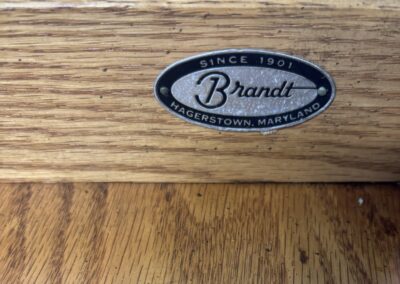 SINCE 1901
Brandt
HAGERSTOWN, MARYLAND